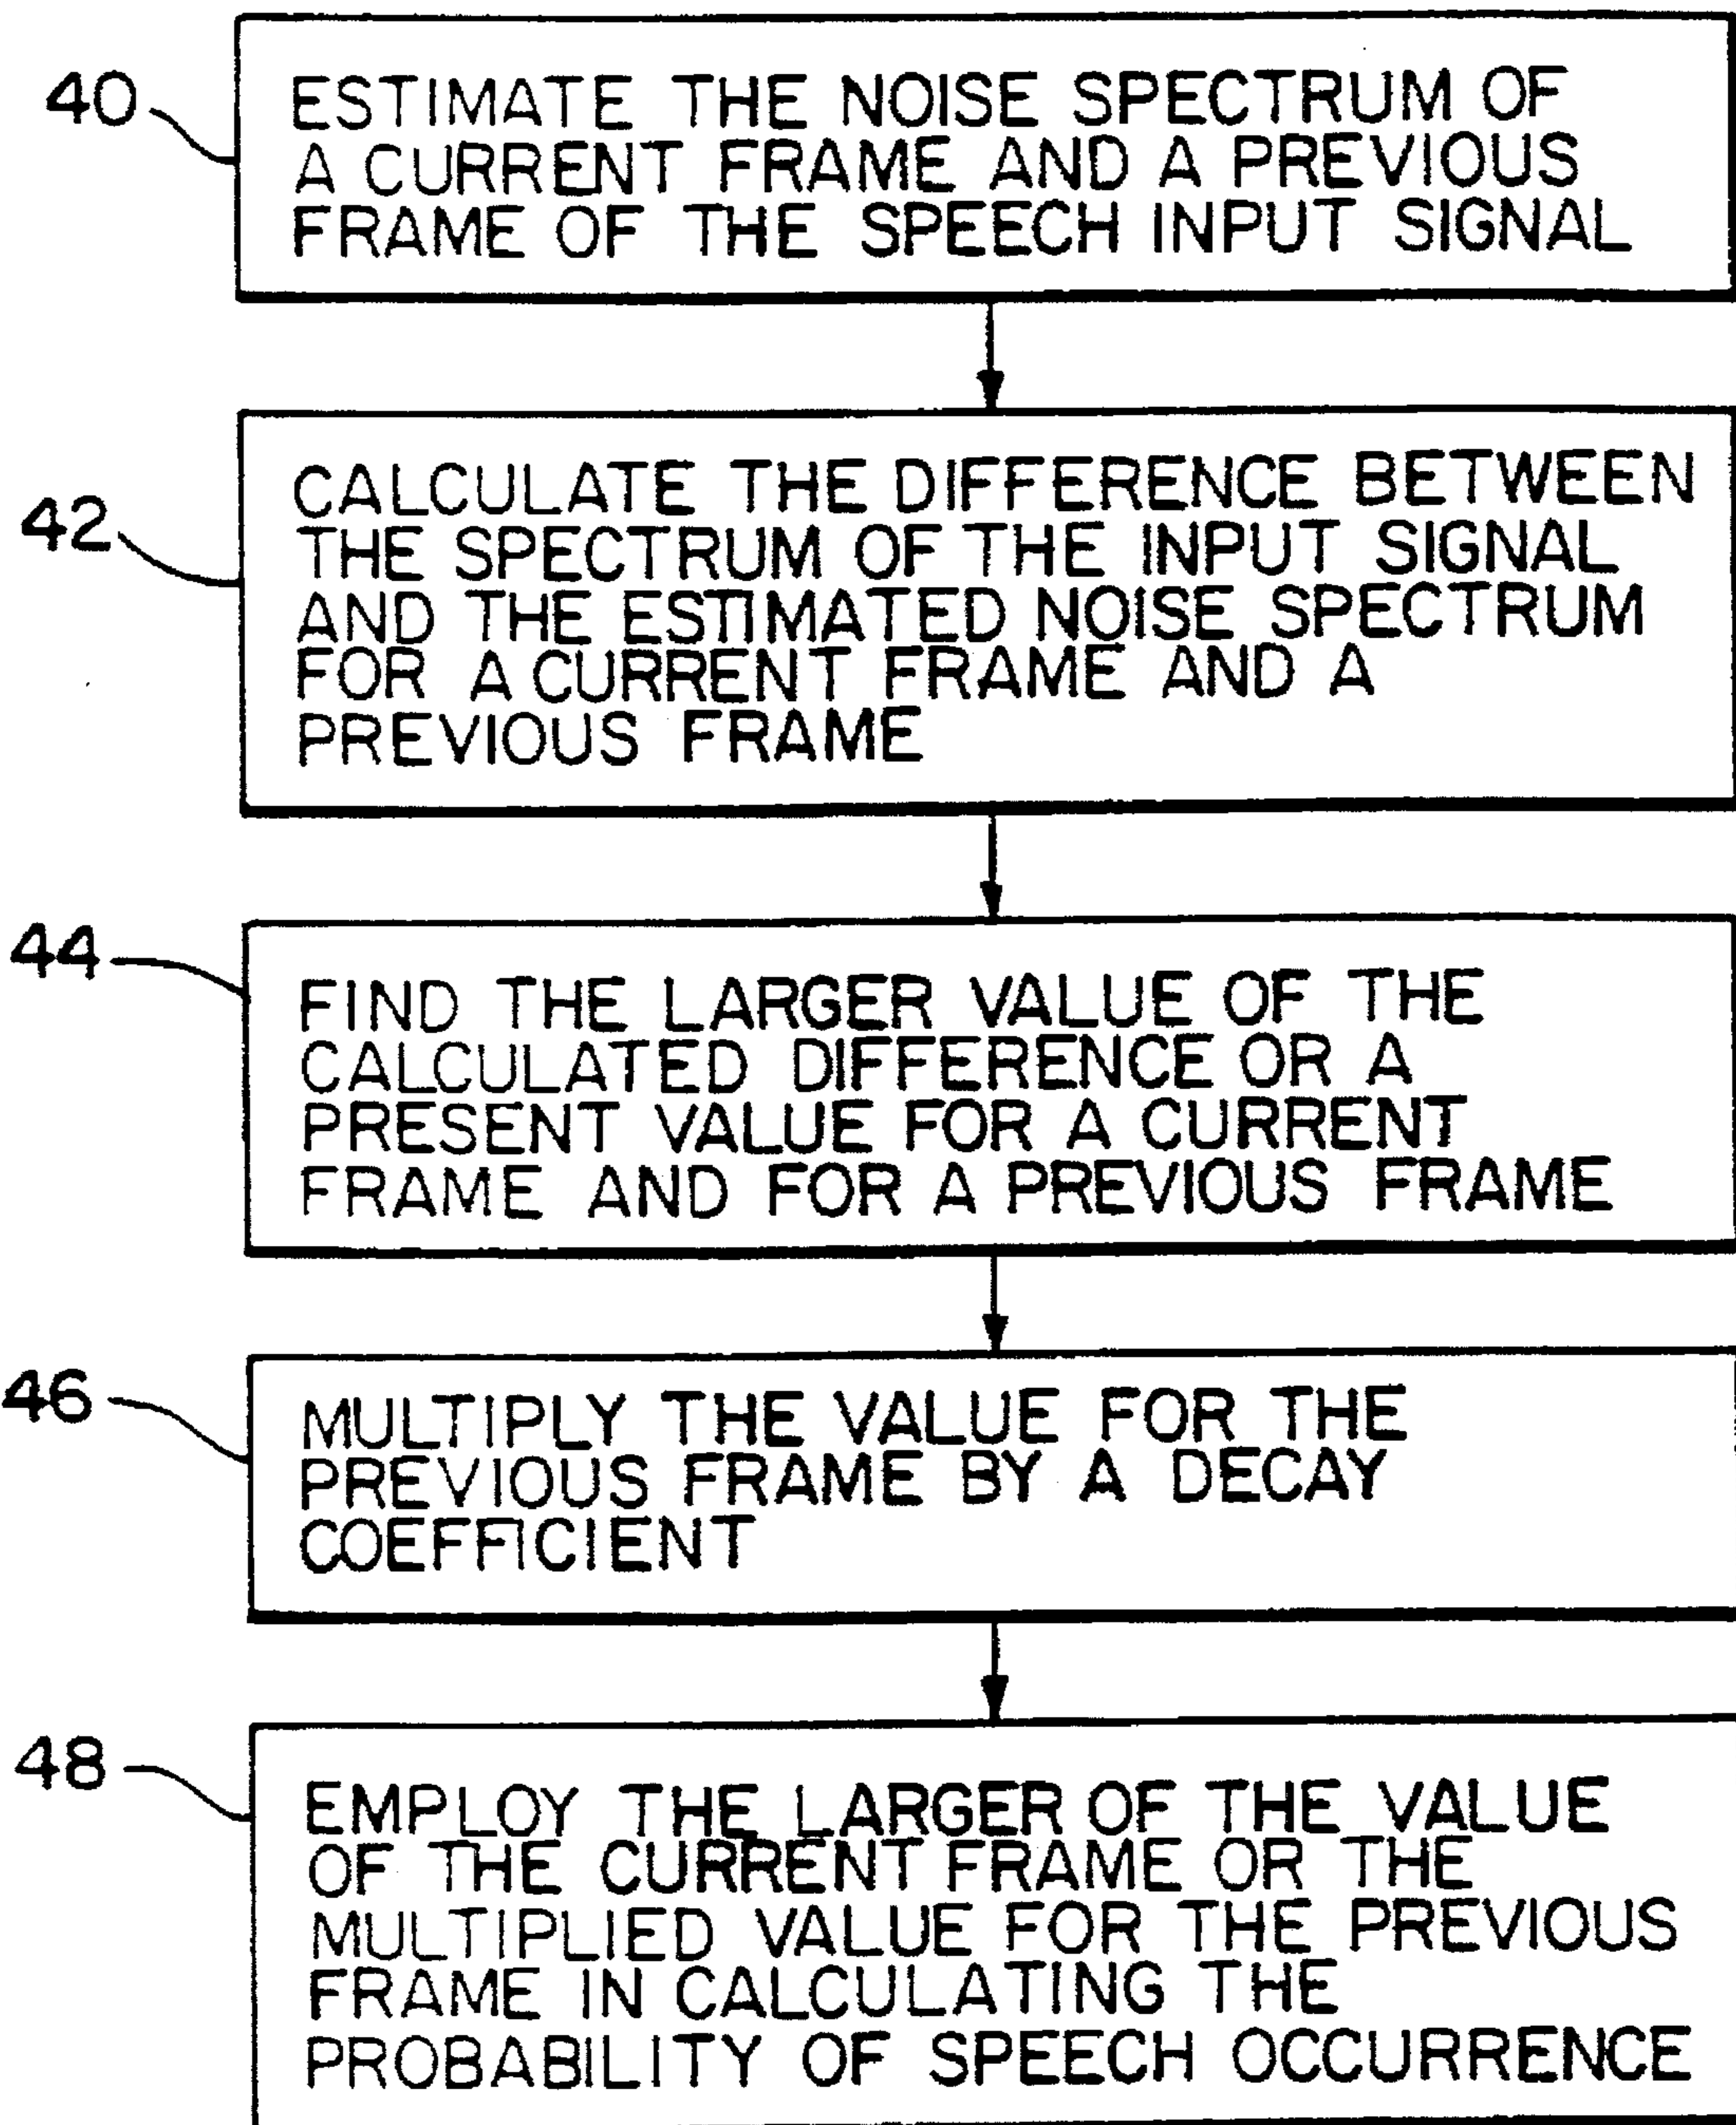 40
ESTIMATE THE NOISE SPECTRUM OF
A CURRENT FRAME AND A PREVIOUS
FRAME OF THE SPEECH INPUT SIGNAL
42
CALCULATE THE DIFFERENCE BETWEEN
THE SPECTRUM OF THE INPUT SIGNAL
AND THE ESTIMATED NOISE SPECTRUM
FOR A CURRENT FRAME AND A
PREVIOUS FRAME
44
FIND THE LARGER VALUE OF THE
CALCULATED DIFFERENCE OR A
PRESENT VALUE FOR A CURRENT
FRAME AND FOR A PREVIOUS FRAME
46
MULTIPLY THE VALUE FOR THE
PREVIOUS FRAME BY A DECAY
COEFFICIENT
48
EMPLOY THE LARGER OF THE VALUE
OF THE CURRENT FRAME OR THE
MULTIPLIED VALUE FOR THE PREVIOUS
FRAME IN CALCULATING THE
PROBABILITY OF SPEECH OCCURRENCE